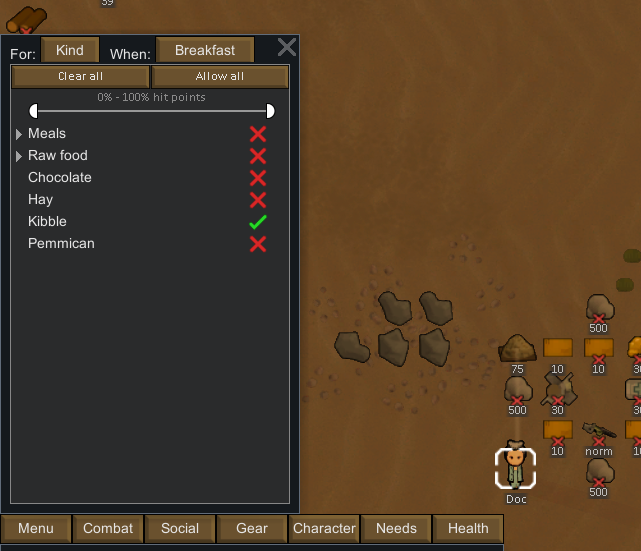 39
For: Kind When: Breakfast
Clear all Allow all
0% - 100% hit points
Meals
Raw food
Chocolate
Hay
Kibble
Pemmican
500
75 10 10
500 30
10 norm
500
Doc
Menu Combat Social Gear Character Needs Health